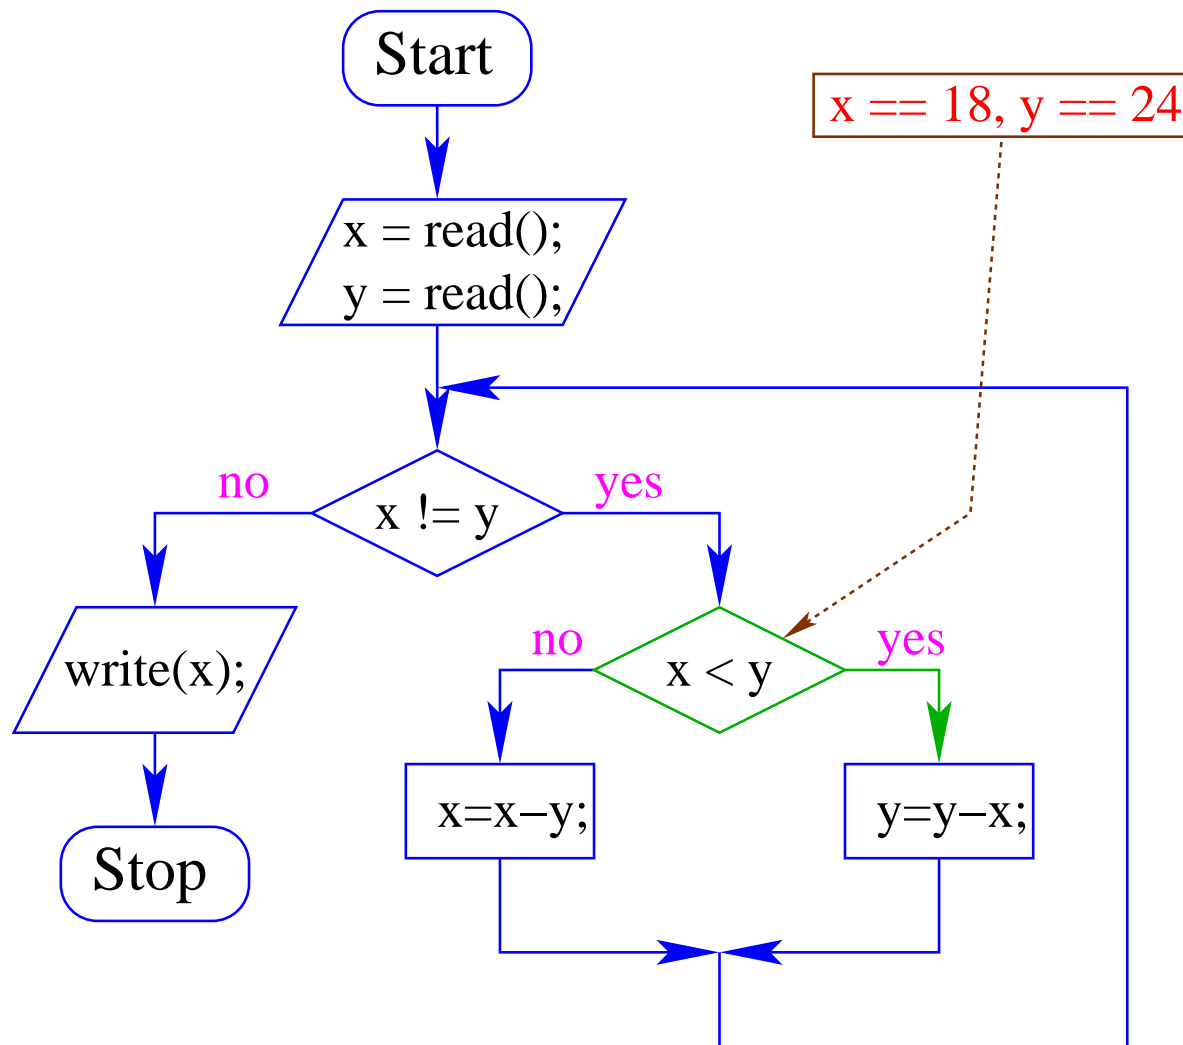 Start
x == 18, y == 24
x = read();
y = read();
no
yes
x != y
no
yes
write(x);
x < y
x=x−y;
y=y−x;
Stop